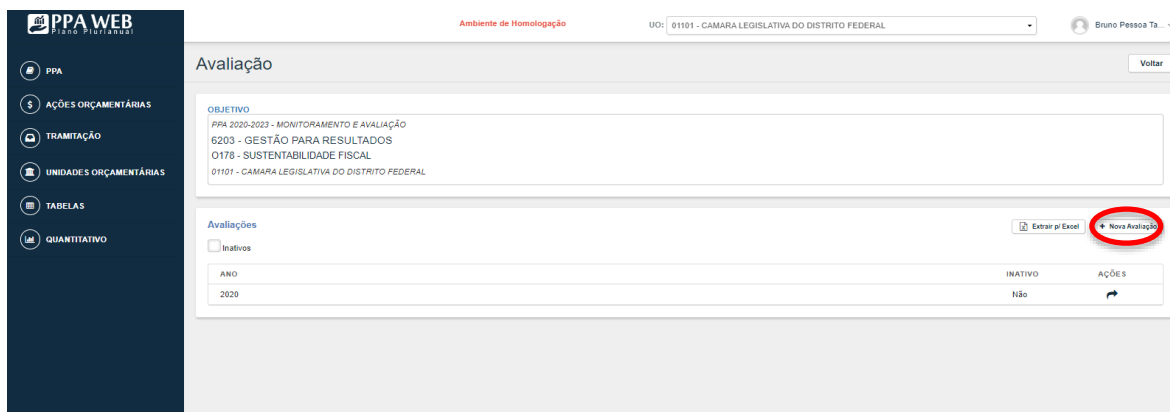 PPA WEB
Plano Plurianual
Ambiente de Homologação
UO: 01101 - CAMARA LEGISLATIVA DO DISTRITO FEDERAL
Bruno Pessoa Ta...
PPA
AÇÕES ORÇAMENTÁRIAS
TRAMITAÇÃO
UNIDADES ORÇAMENTÁRIAS
TABELAS
QUANTITATIVO
Avaliação
Voltar
OBJETIVO
PPA 2020-2023 - MONITORAMENTO E AVALIAÇÃO
6203 - GESTÃO PARA RESULTADOS
O178 - SUSTENTABILIDADE FISCAL
01101 - CAMARA LEGISLATIVA DO DISTRITO FEDERAL
Avaliações
Extrair p/ Excel
+ Nova Avaliação
Inativos
ANO INATIVO AÇÕES
2020 Não